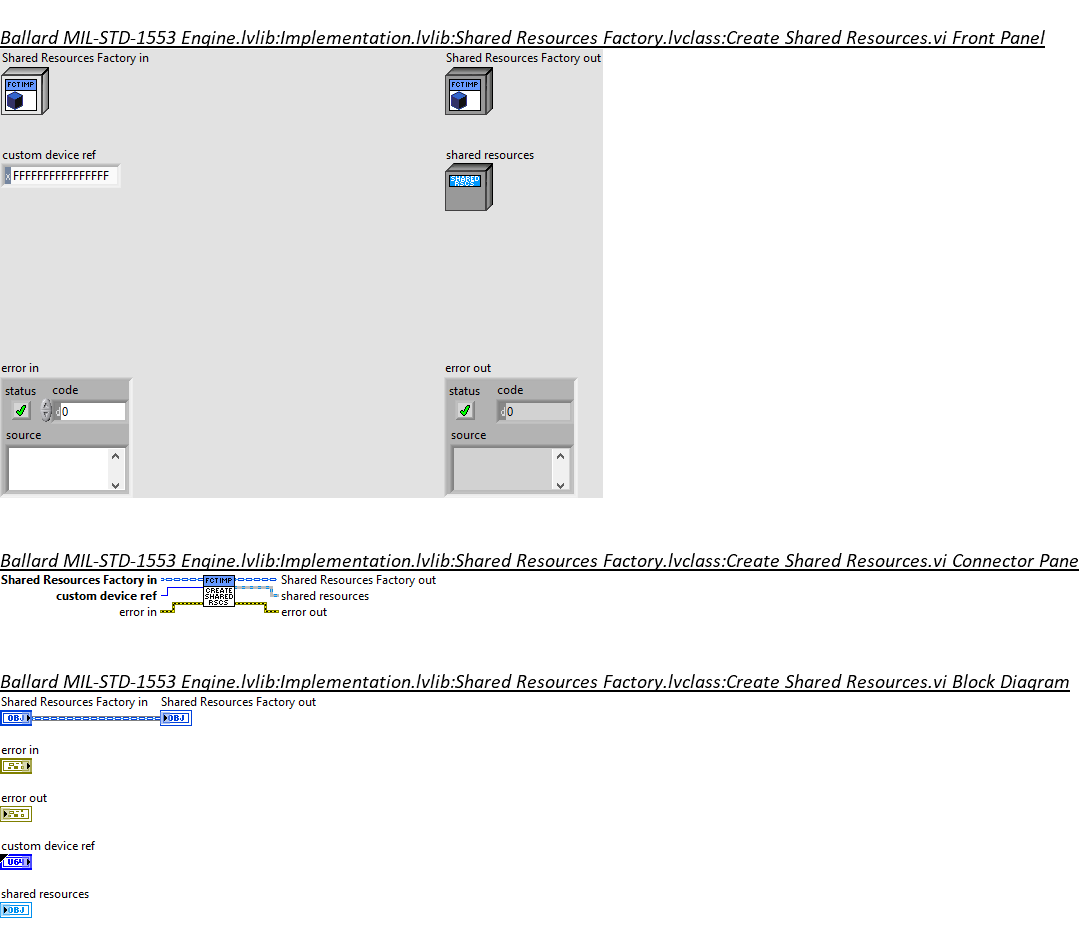 Ballard MIL-STD-1553 Engine.lvlib:Implementation.lvlib:Shared Resources Factory.lvclass:Create Shared Resources.vi Front Panel
Shared Resources Factory in Shared Resources Factory out
FCT IMP FCT IMP
custom device ref shared resources
x FFFFFFFFFFFFFFFF SHARED
RSCS
error in error out
status code status code
d 0 d 0
source source
Ballard MIL-STD-1553 Engine.lvlib:Implementation.lvlib:Shared Resources Factory.lvclass:Create Shared Resources.vi Connector Pane
Shared Resources Factory in FCT IMP Shared Resources Factory out
custom device ref CREATE SHARED RSCS shared resources
error in error out
Ballard MIL-STD-1553 Engine.lvlib:Implementation.lvlib:Shared Resources Factory.lvclass:Create Shared Resources.vi Block Diagram
Shared Resources Factory in Shared Resources Factory out
OBJ OBJ
error in
error out
custom device ref
U64
shared resources
OBJ